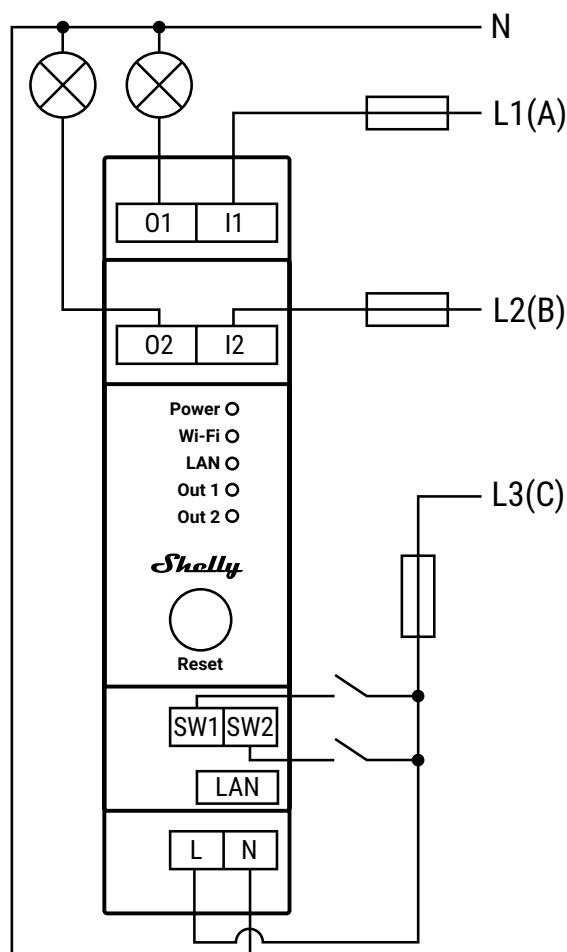 N
L1(A)
O1 I1
L2(B)
O2 I2
Power
Wi-Fi
LAN
Out 1
Out 2
L3(C)
Shelly
Reset
SW1 SW2
LAN
L N